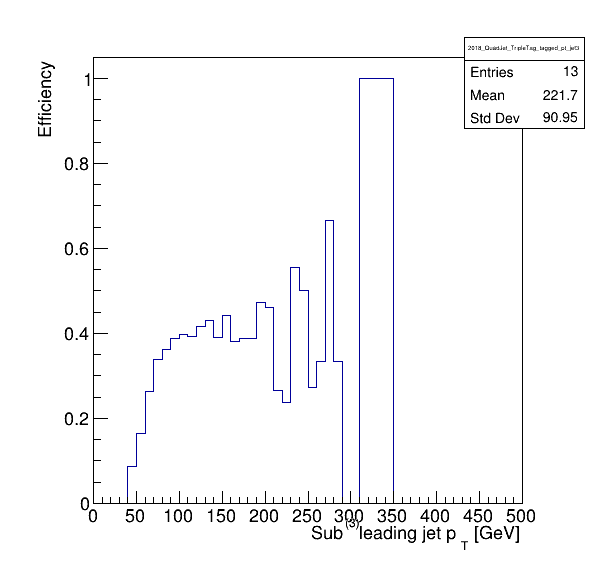 2018_QuadJet_TripleTag_tagged_pt_jet3
Entries 13
Mean 221.7
Std Dev 90.95
Efficiency
1
0.8
0.6
0.4
0.2
0
0 50 100 150 200 250 300 350 400 450 500
Sub(3)leading jet pT [GeV]